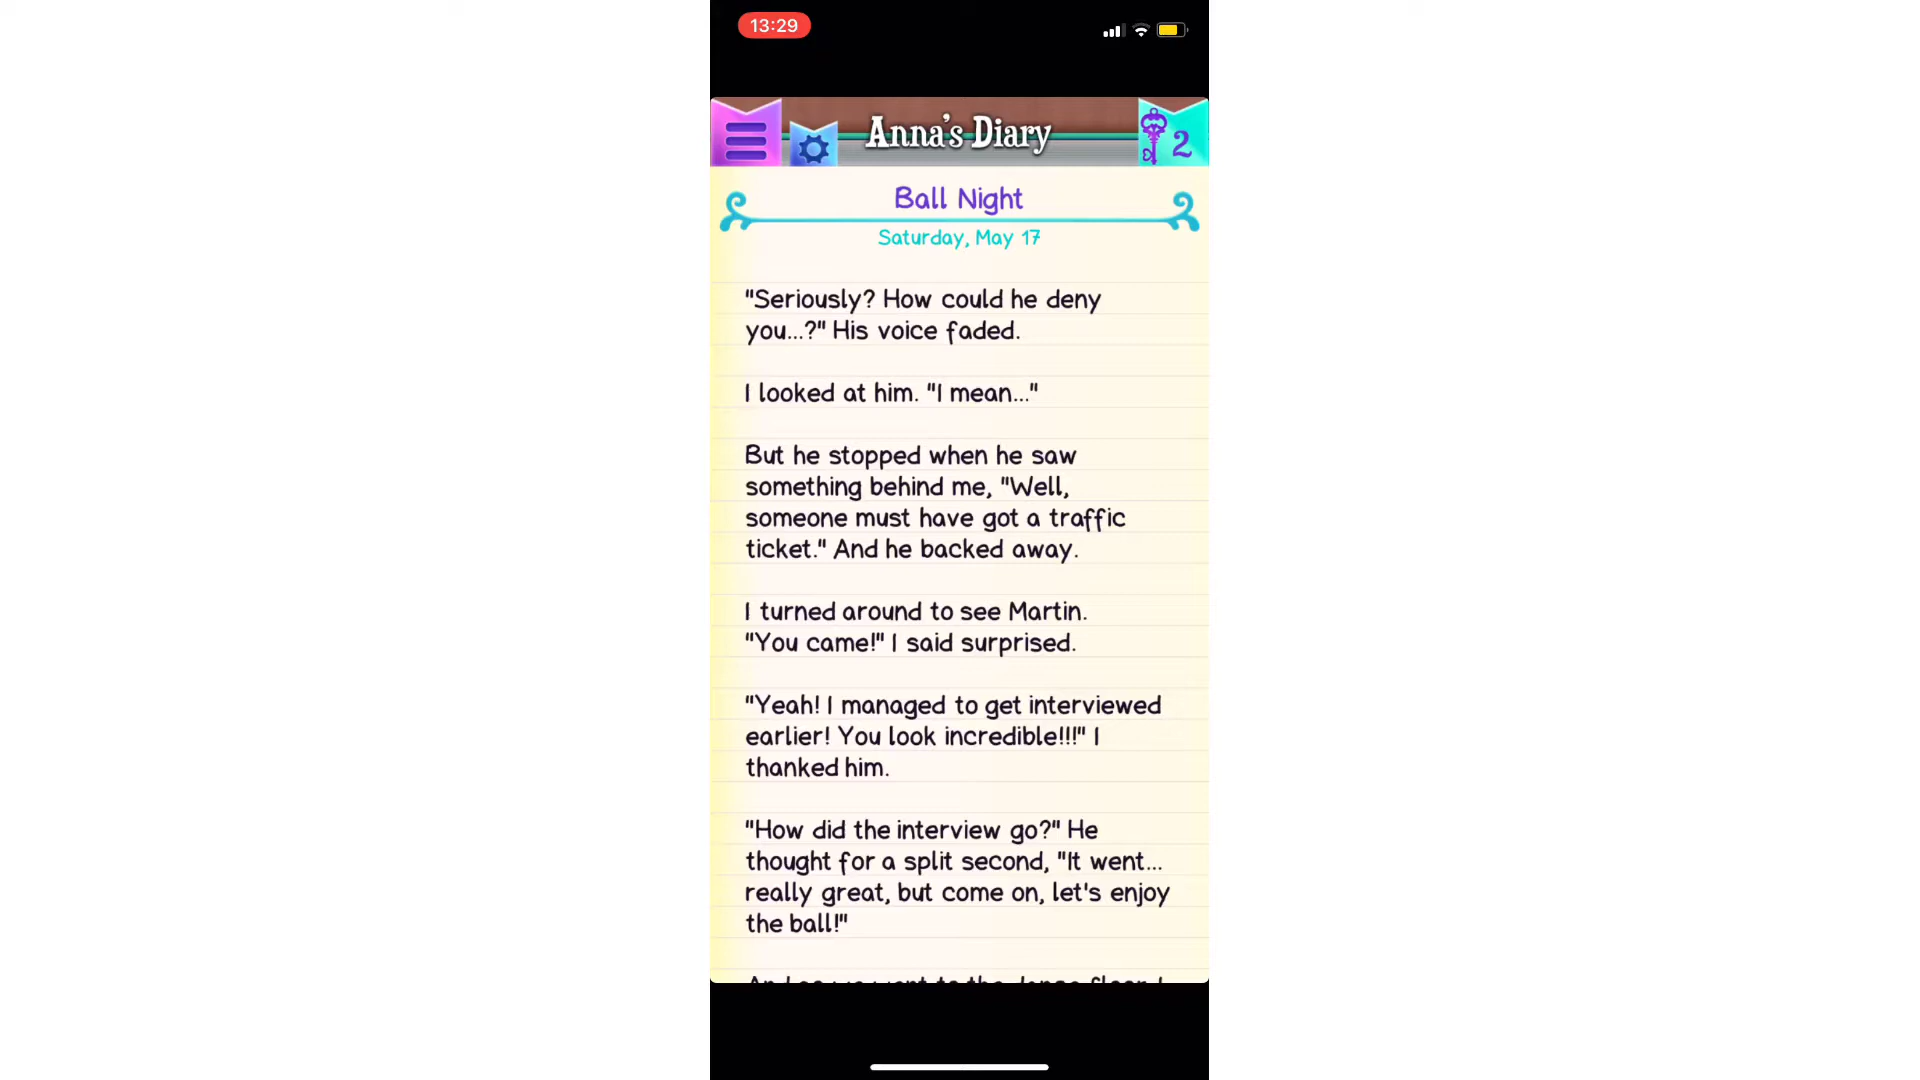 13:29
Anna's Diary
2
Ball Night
Saturday, May 17
"Seriously? How could he deny
you...?" His voice faded.
I looked at him. "I mean..."
But he stopped when he saw
something behind me, "Well,
someone must have got a traffic
ticket." And he backed away.
I turned around to see Martin.
"You came!" I said surprised.
"Yeah! I managed to get interviewed
earlier! You look incredible!!!" I
thanked him.
"How did the interview go?" He
thought for a split second, "It went...
really great, but come on, let's enjoy
the ball!"